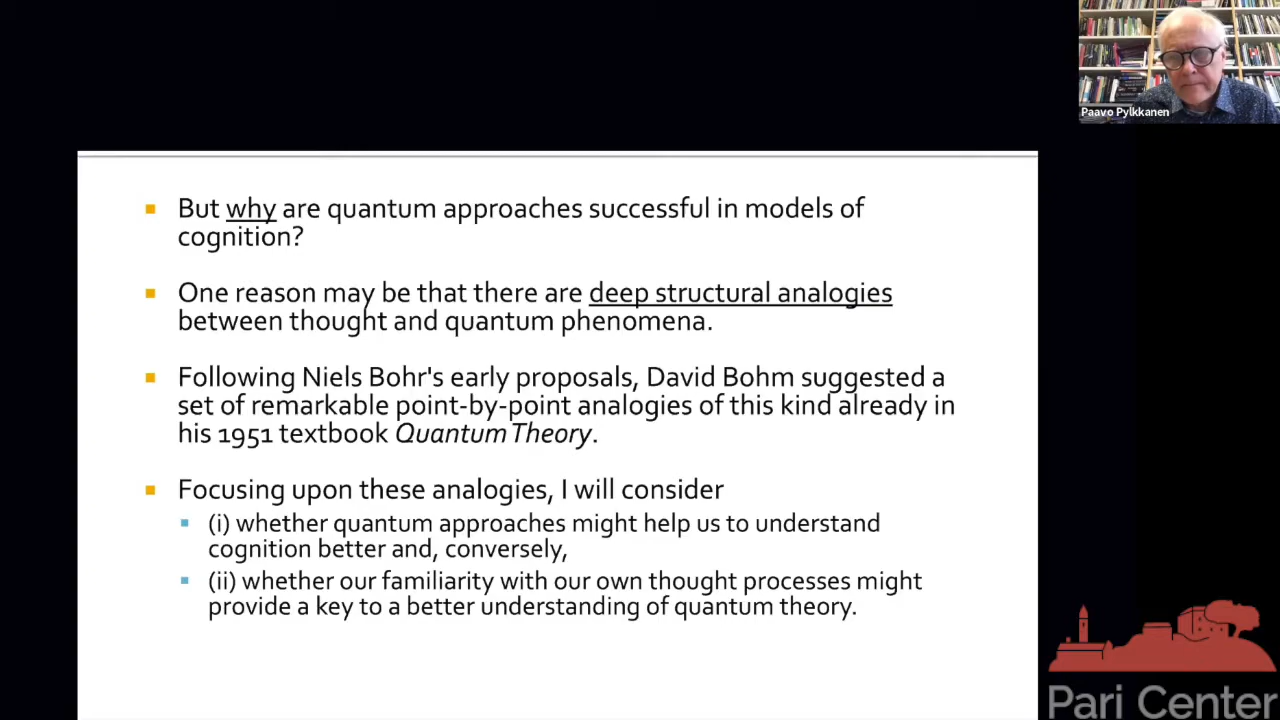 Paavo Pylkkanen
But why are quantum approaches successful in models of
cognition?
One reason may be that there are deep structural analogies
between thought and quantum phenomena.
Following Niels Bohr's early proposals, David Bohm suggested a
set of remarkable point-by-point analogies of this kind already in
his 1951 textbook Quantum Theory.
Focusing upon these analogies, I will consider
(i) whether quantum approaches might help us to understand
cognition better and, conversely,
(ii) whether our familiarity with our own thought processes might
provide a key to a better understanding of quantum theory.
Pari Center